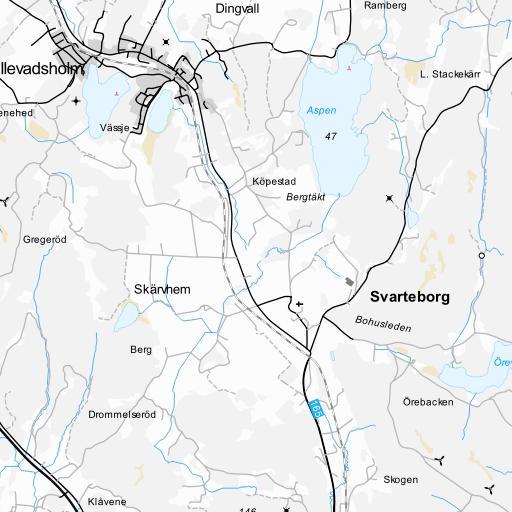 Dingvall
Ramberg
llevadsholm
L. Stackekärr
enehed
Aspen
Vässje
47
Köpestad
Bergtäkt
Gregeröd
Skärvhem
Svarteborg
Bohusleden
Berg
Öre
Örebacken
Drommelseröd
165
Skogen
Klåvene
146